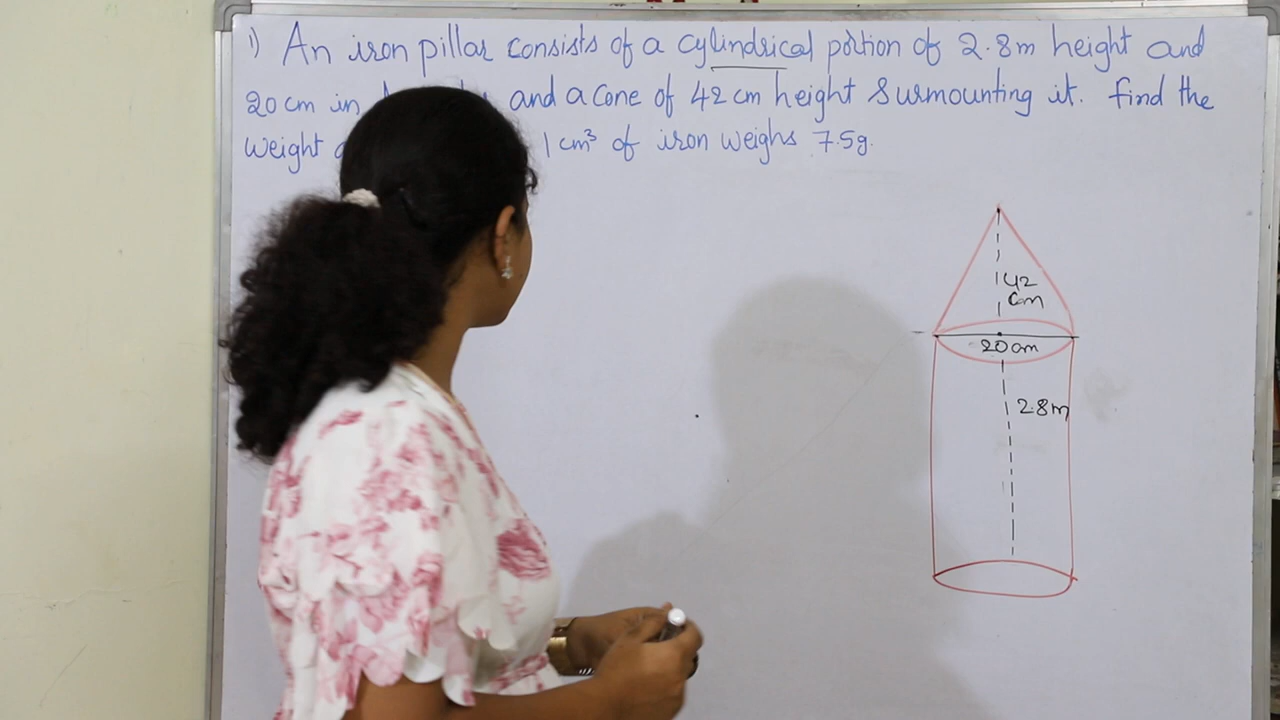 1) An iron pillar consists of a cylindrical portion of 2.8m height and
20 cm in and a cone of 42 cm height surmounting it. find the
weight 1 cm³ of iron weighs 7.5g.
42
cm
20 cm
2.8m